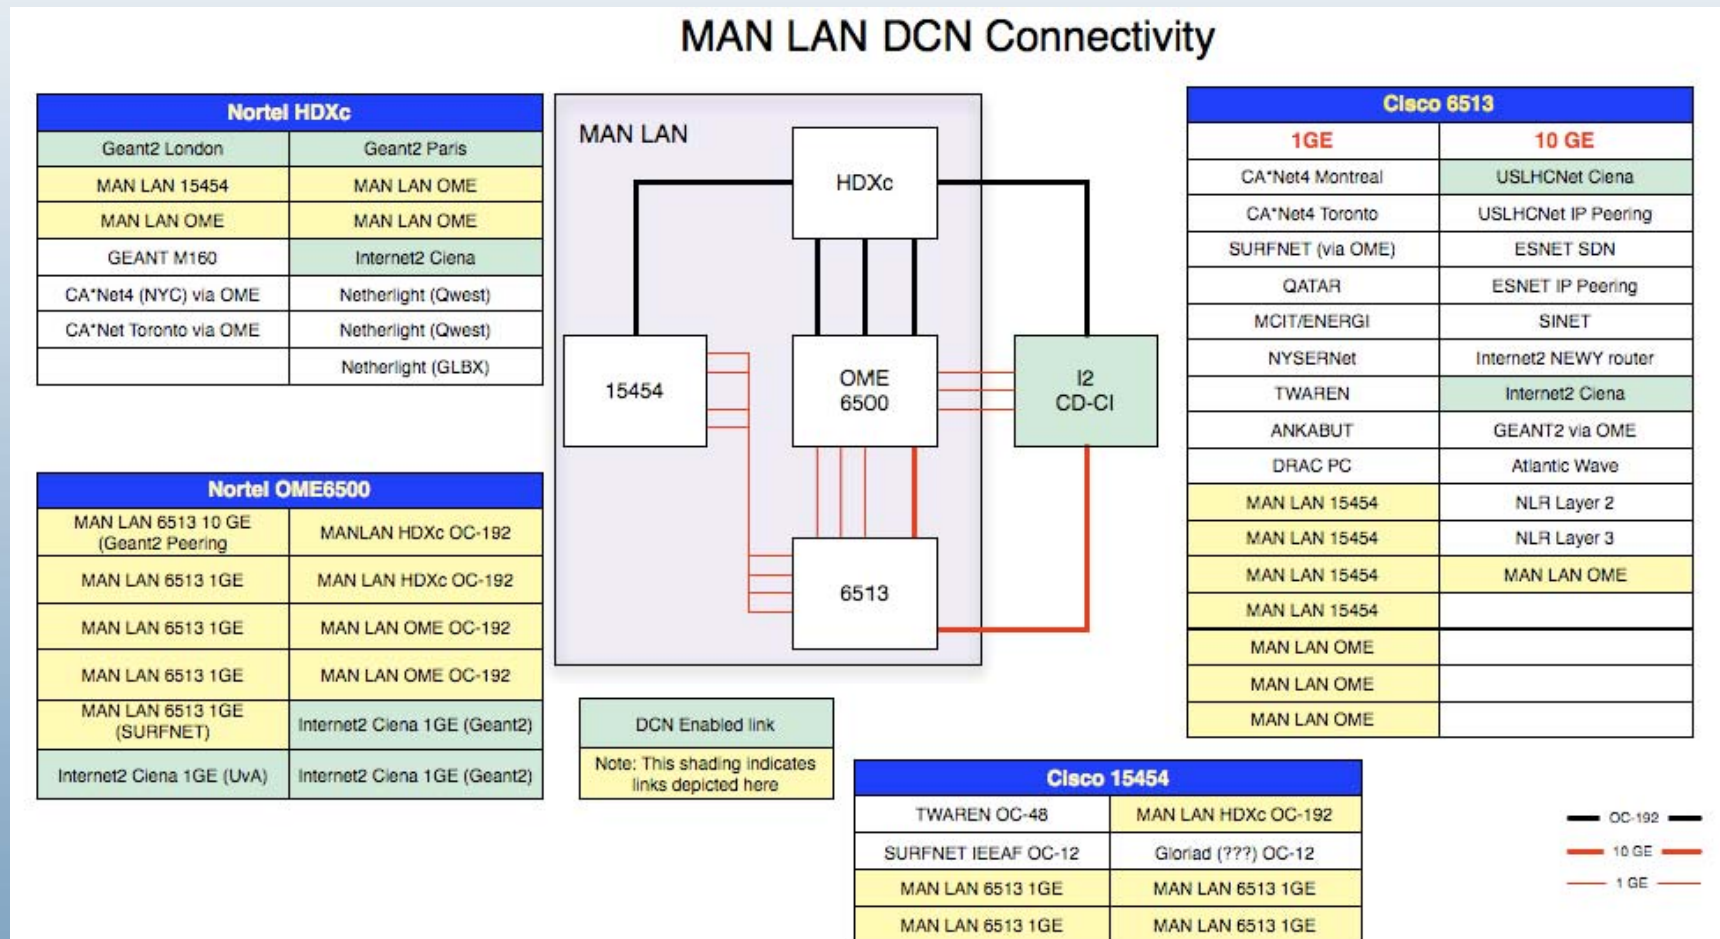 MAN LAN DCN Connectivity
Nortel HDXc
Geant2 London
Geant2 Paris
MAN LAN 15454
MAN LAN OME
MAN LAN OME
MAN LAN OME
GEANT M160
Internet2 Ciena
CA*Net4 (NYC) via OME
Netherlight (Qwest)
CA*Net Toronto via OME
Netherlight (Qwest)
Netherlight (GLBX)
Nortel OME6500
MAN LAN 6513 10 GE
(Geant2 Peering
MANLAN HDXc OC-192
MAN LAN 6513 1GE
MAN LAN HDXc OC-192
MAN LAN 6513 1GE
MAN LAN OME OC-192
MAN LAN 6513 1GE
MAN LAN OME OC-192
MAN LAN 6513 1GE
(SURFNET)
Internet2 Ciena 1GE (Geant2)
Internet2 Ciena 1GE (UvA)
Internet2 Ciena 1GE (Geant2)
MAN LAN
HDXc
15454
OME
6500
I2
CD-CI
6513
DCN Enabled link
Note: This shading indicates
links depicted here
Cisco 6513
1GE
10 GE
CA*Net4 Montreal
USLHCNet Ciena
CA*Net4 Toronto
USLHCNet IP Peering
SURFNET (via OME)
ESNET SDN
QATAR
ESNET IP Peering
MCIT/ENERGI
SINET
NYSERNet
Internet2 NEWY router
TWAREN
Internet2 Ciena
ANKABUT
GEANT2 via OME
DRAC PC
Atlantic Wave
MAN LAN 15454
NLR Layer 2
MAN LAN 15454
NLR Layer 3
MAN LAN 15454
MAN LAN OME
MAN LAN 15454
MAN LAN OME
MAN LAN OME
MAN LAN OME
Cisco 15454
TWAREN OC-48
MAN LAN HDXc OC-192
SURFNET IEEAF OC-12
Gloriad (???) OC-12
MAN LAN 6513 1GE
MAN LAN 6513 1GE
MAN LAN 6513 1GE
MAN LAN 6513 1GE
OC-192
10 GE
1 GE